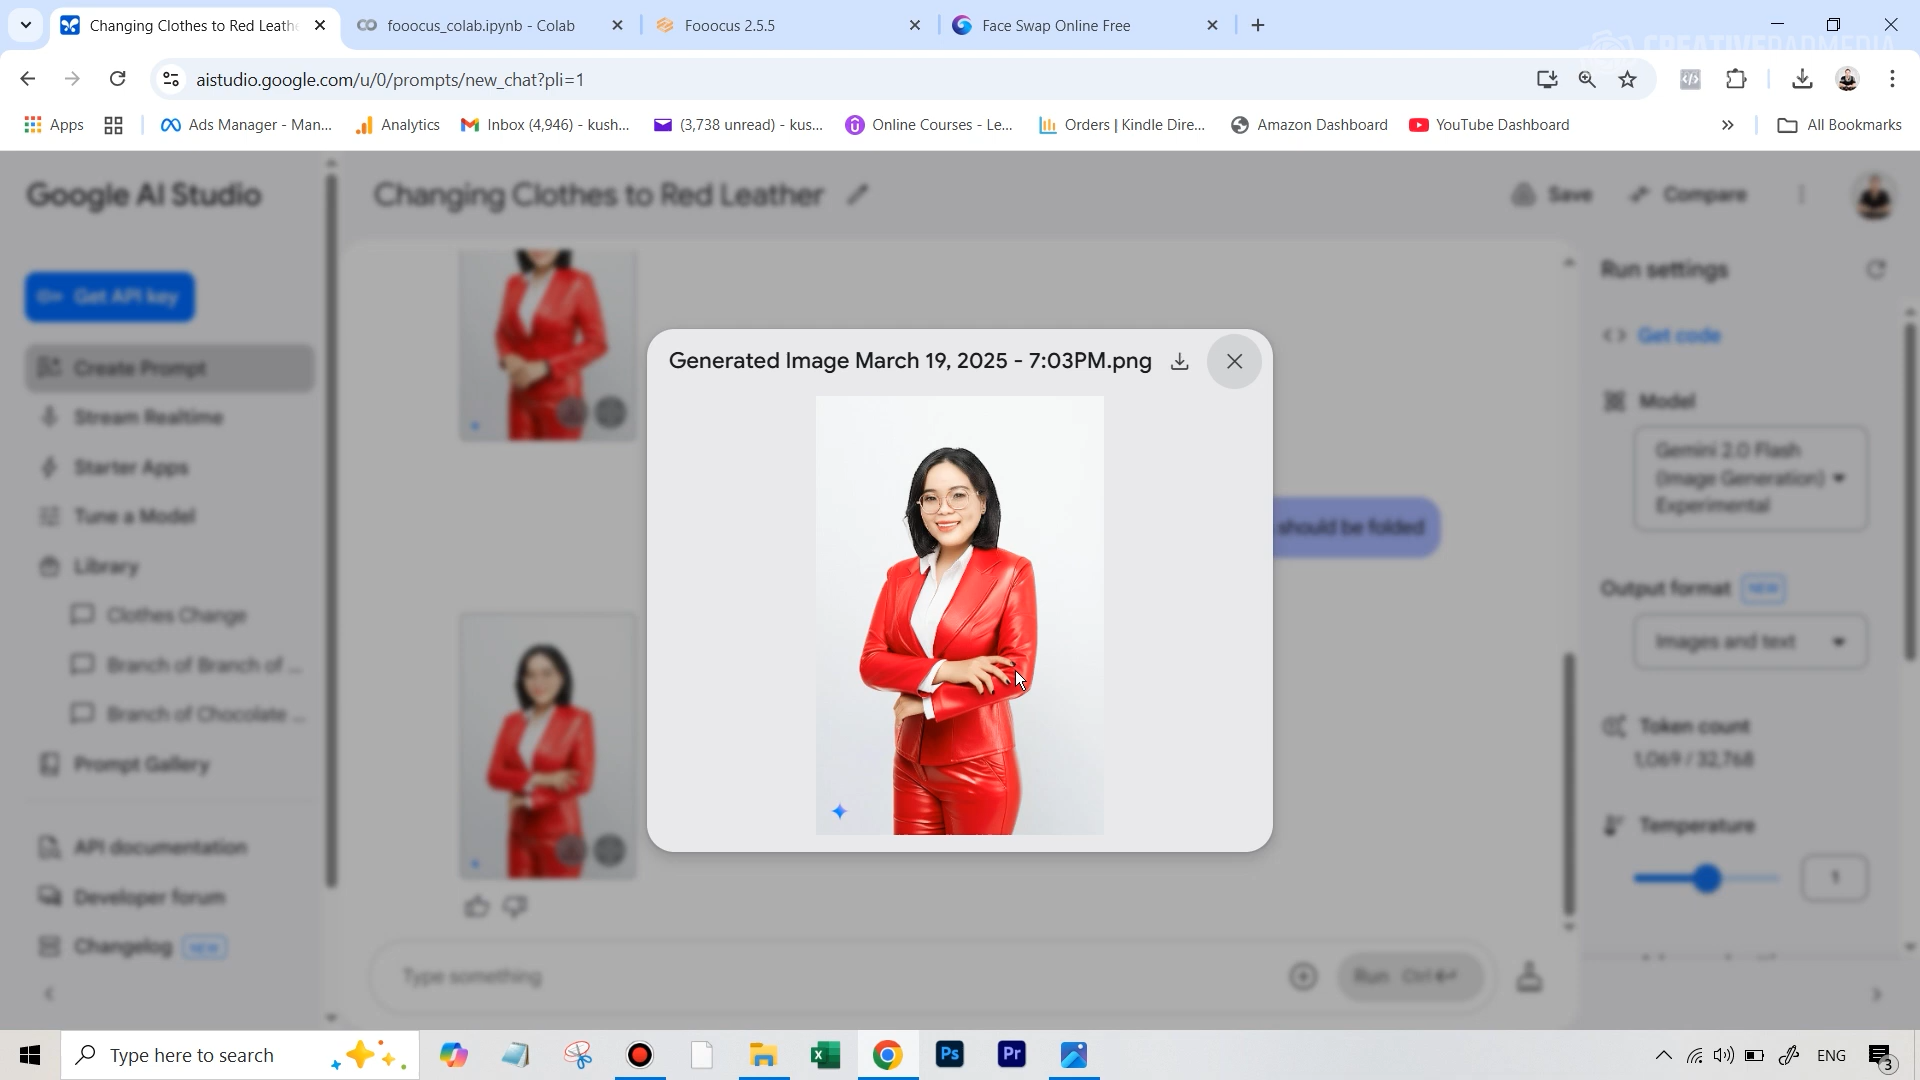 Changing Clothes to Red Leathe
fooocus_colab.ipynb - Colab
Fooocus 2.5.5
Face Swap Online Free
CREATIVEDADMEDIA
aistudio.google.com/u/0/prompts/new_chat?pli=1
Apps
Ads Manager - Man...
Analytics
Inbox (4,946) - kush...
(3,738 unread) - kus...
Online Courses - Le...
Orders | Kindle Dire...
Amazon Dashboard
YouTube Dashboard
All Bookmarks
Google AI Studio
Changing Clothes to Red Leather
Save
Compare
Get API key
Create Prompt
Stream Realtime
Starter Apps
Tune a Model
Library
Clothes Change
Branch of Branch of ...
Branch of Chocolate ...
Prompt Gallery
API documentation
Developer forum
Changelog NEW
Generated Image March 19, 2025 - 7:03PM.png
should be folded
Type something
Run Ctrl
Run settings
Get code
Model
Gemini 2.0 Flash
(Image Generation)
Experimental
Output format NEW
Images and text
Token count
1,069 / 32,768
Temperature
1
Type here to search
Ps
Pr
ENG
3